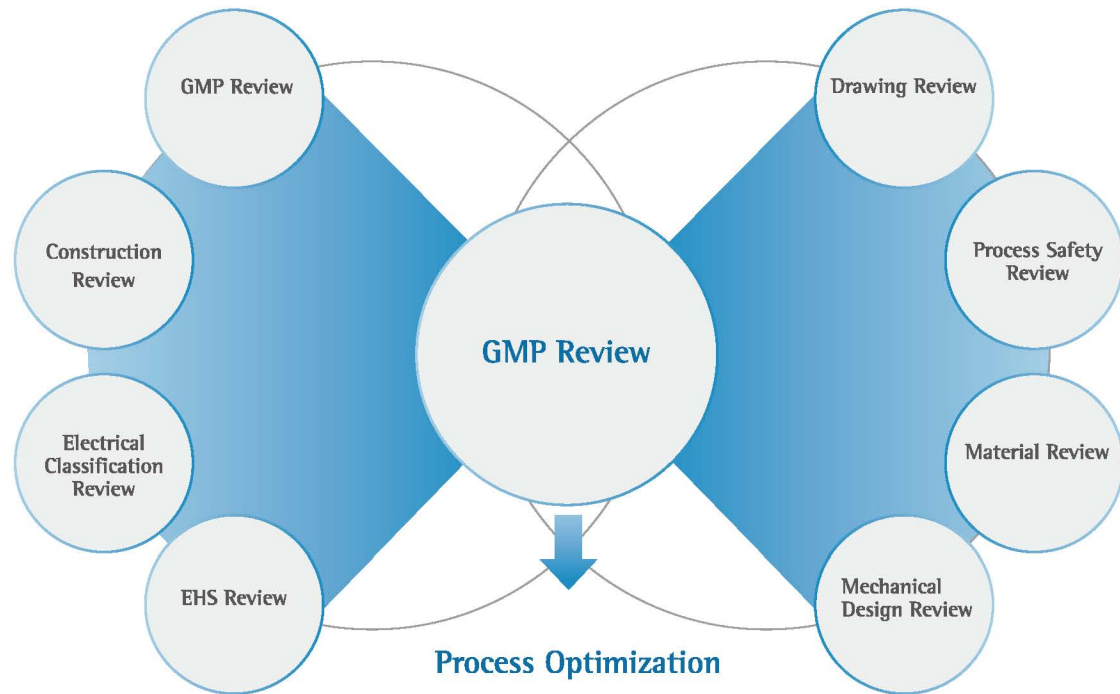 GMP Review
Construction
Review
Electrical
Classification
Review
EHS Review
GMP Review
Process Optimization
Drawing Review
Process Safety
Review
Material Review
Mechanical
Design Review